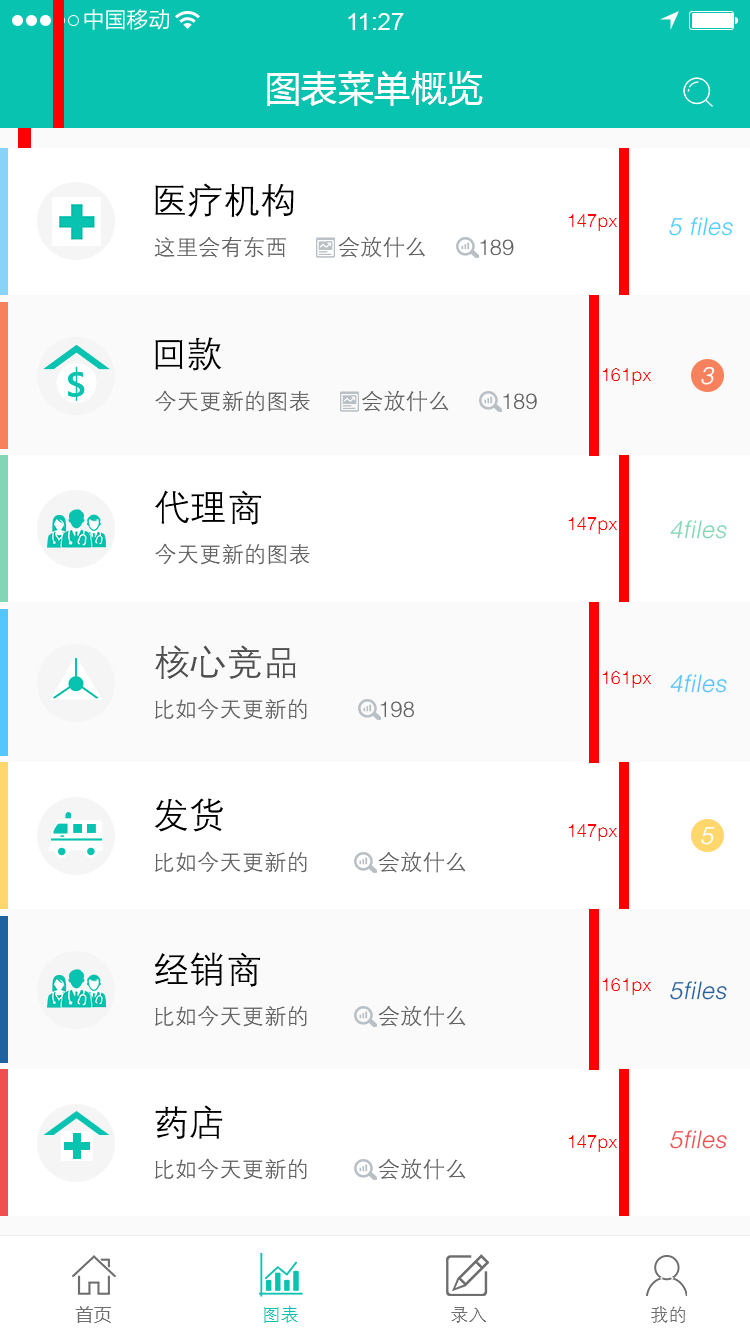 中国移动 11:27
图表菜单概览
医疗机构
147px
5 files
这里会有东西 会放什么 189
回款
161px
3
今天更新的图表 会放什么 189
代理商
147px
4files
今天更新的图表
核心竞品
161px
4files
比如今天更新的 198
发货
147px
5
比如今天更新的 会放什么
经销商
161px
5files
比如今天更新的 会放什么
药店
147px
5files
比如今天更新的 会放什么
首页 图表 录入 我的